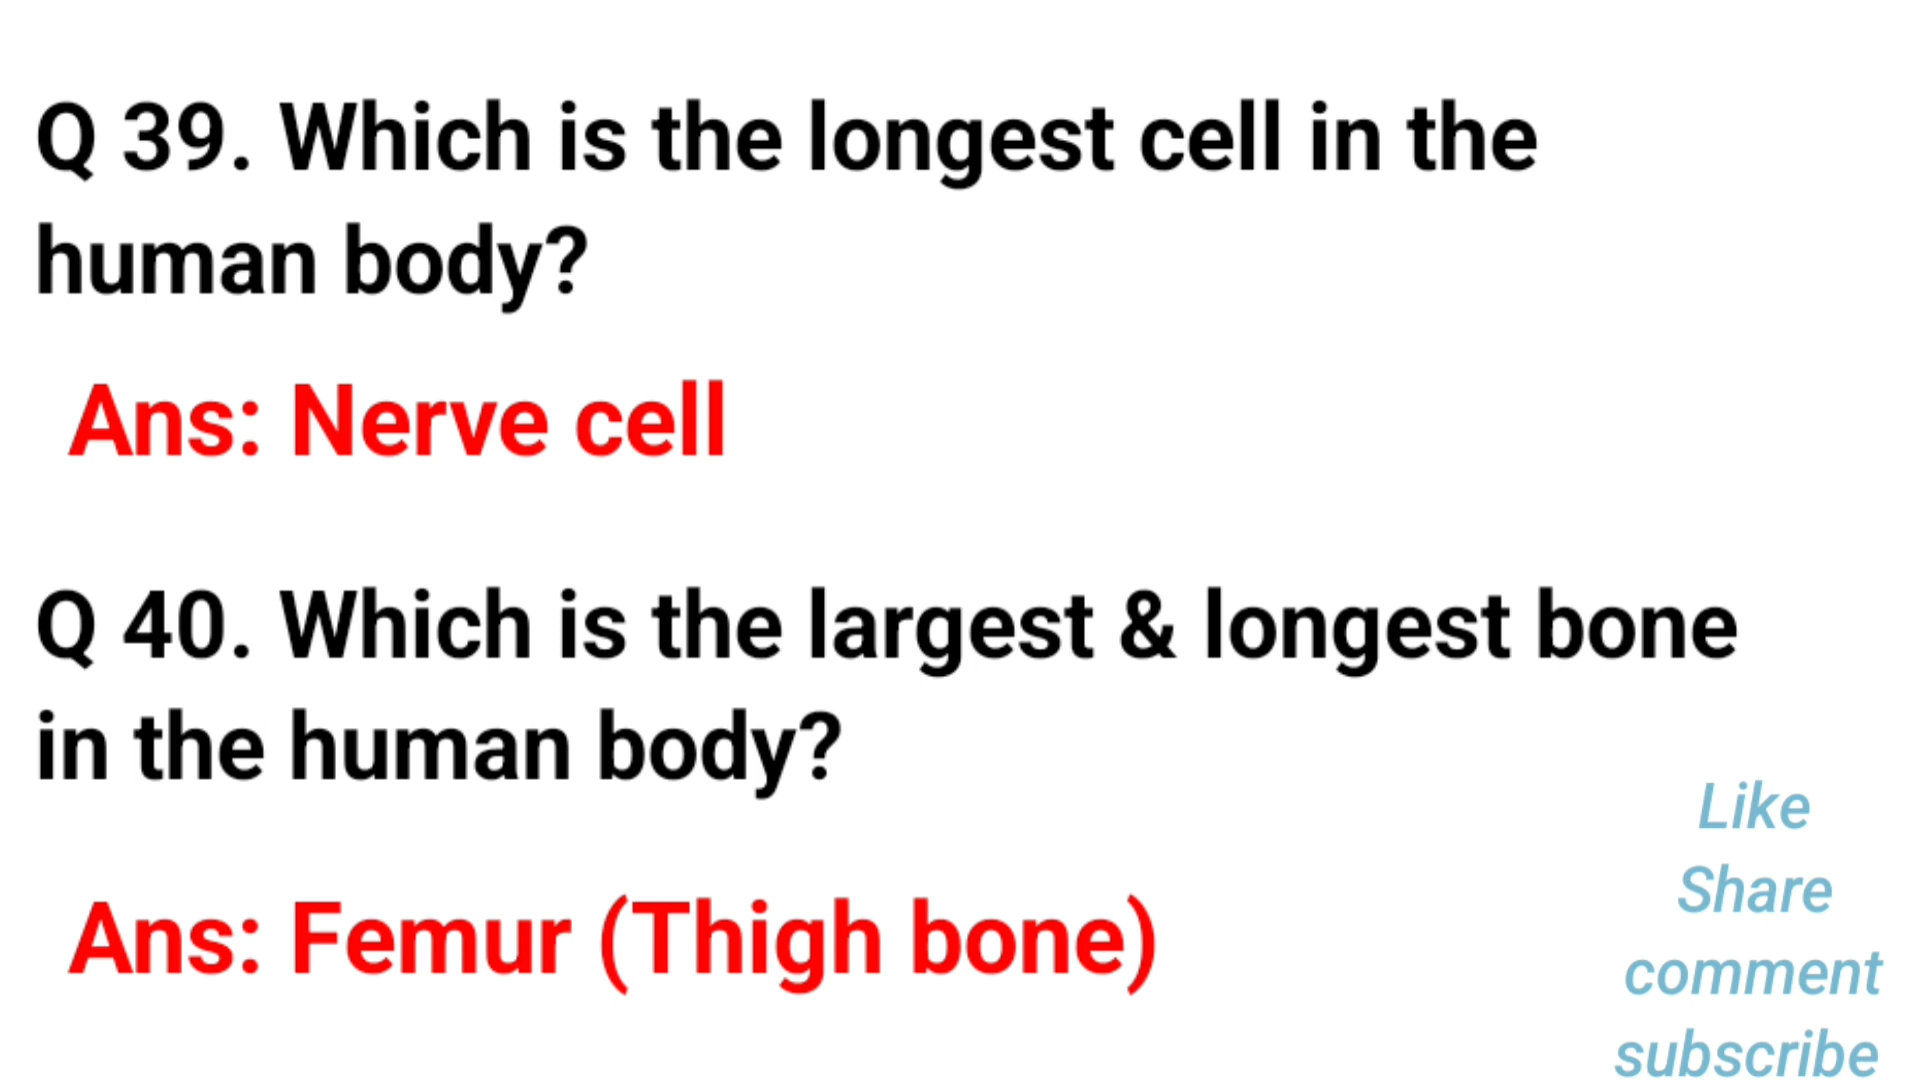 Q 39. Which is the longest cell in the
human body?
Ans: Nerve cell
Q 40. Which is the largest & longest bone
in the human body?
Ans: Femur (Thigh bone)
Like
Share
comment
subscribe